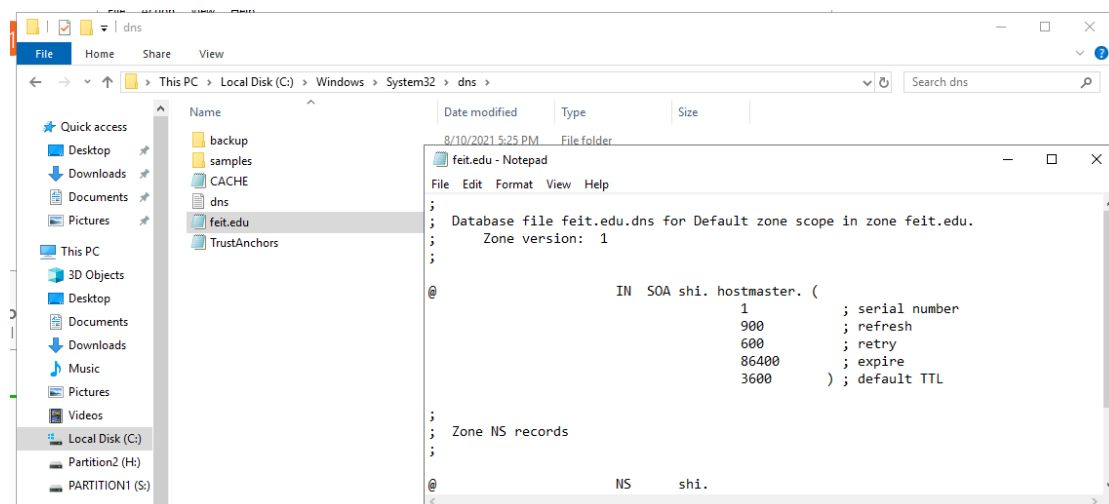 File Action View Help
dns
File Home Share View
This PC > Local Disk (C:) > Windows > System32 > dns >
Search dns
Name Date modified Type Size
Quick access
Desktop
Downloads
Documents
Pictures
This PC
3D Objects
Desktop
Documents
Downloads
Music
Pictures
Videos
Local Disk (C:)
Partition2 (H:)
PARTITION1 (S:)
backup 8/10/2021 5:25 PM File folder
samples
CACHE
dns
feit.edu
TrustAnchors
feit.edu - Notepad
File Edit Format View Help
;
; Database file feit.edu.dns for Default zone scope in zone feit.edu.
; Zone version: 1
;
@ IN SOA shi. hostmaster. (
1 ; serial number
900 ; refresh
600 ; retry
86400 ; expire
3600 ) ; default TTL
;
; Zone NS records
;
@ NS shi.